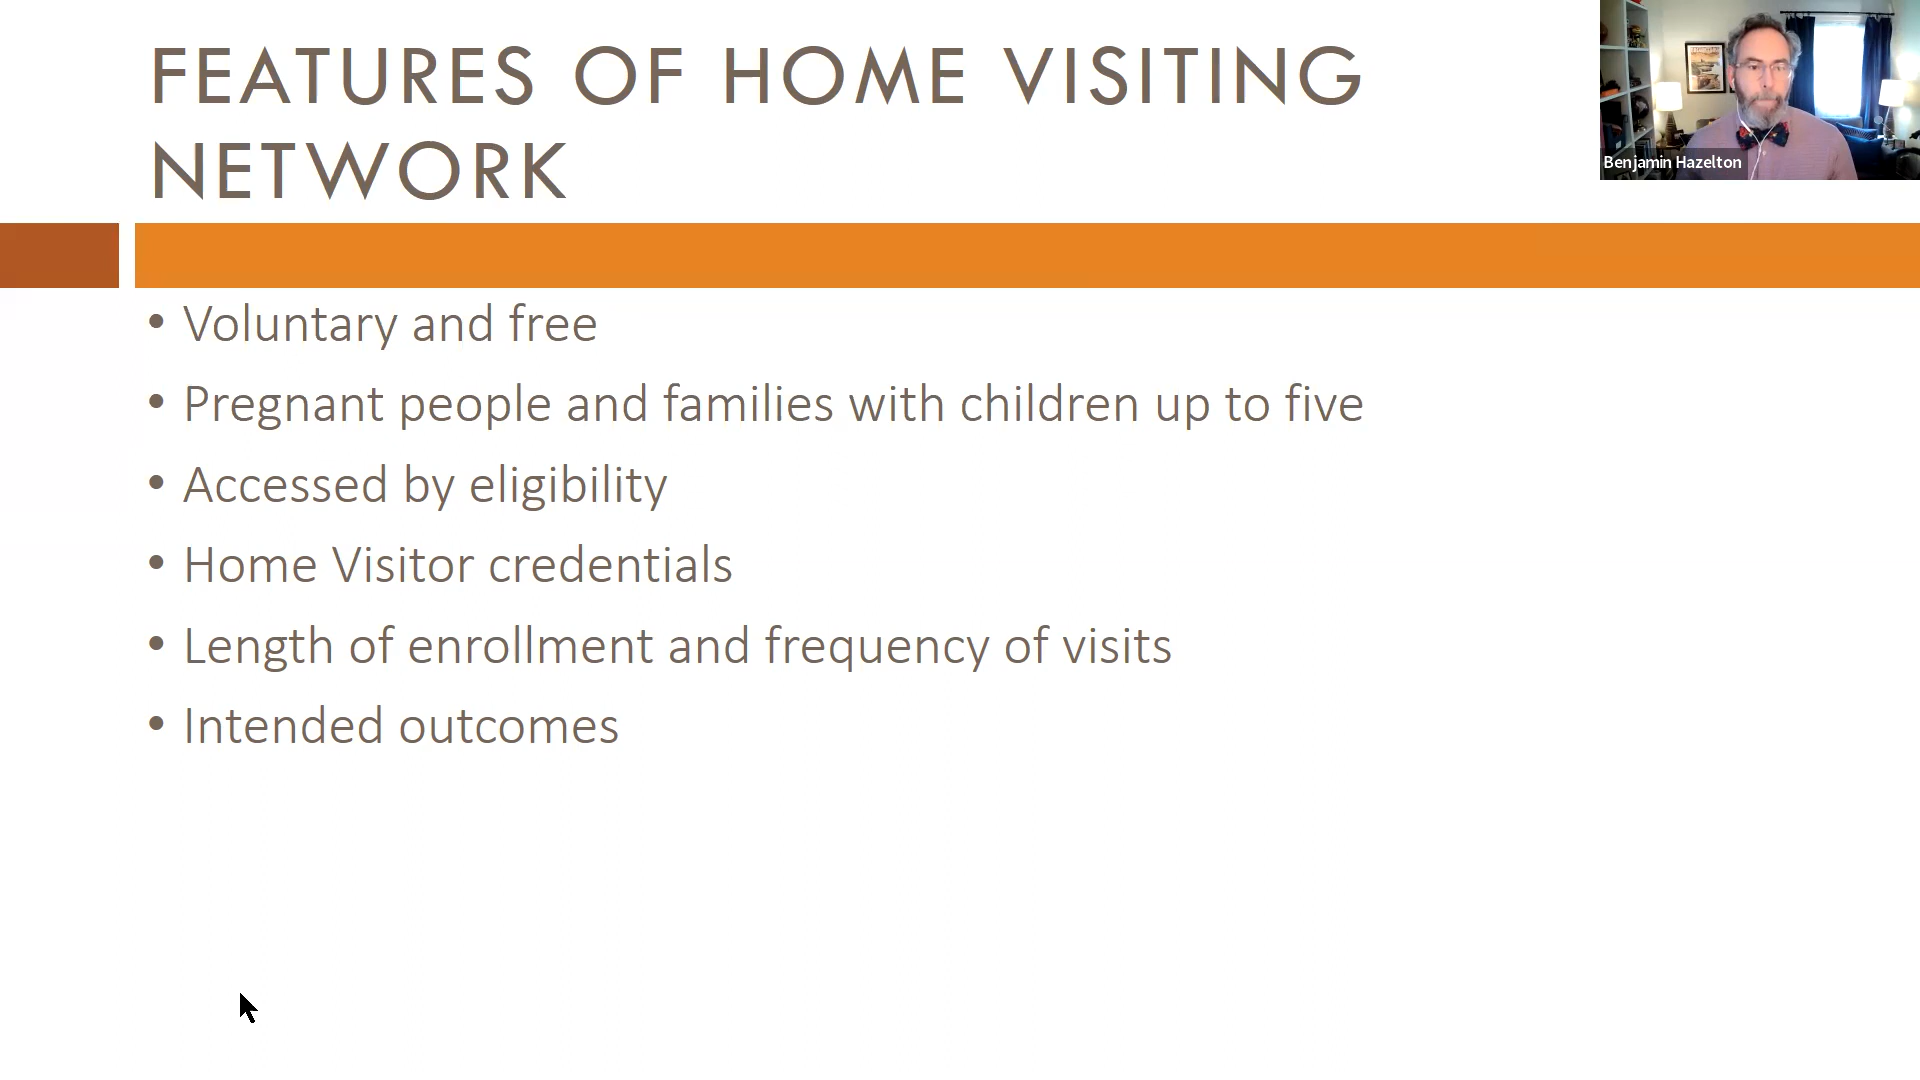 FEATURES OF HOME VISITING
NETWORK
Benjamin Hazelton
• Voluntary and free
• Pregnant people and families with children up to five
• Accessed by eligibility
• Home Visitor credentials
• Length of enrollment and frequency of visits
• Intended outcomes